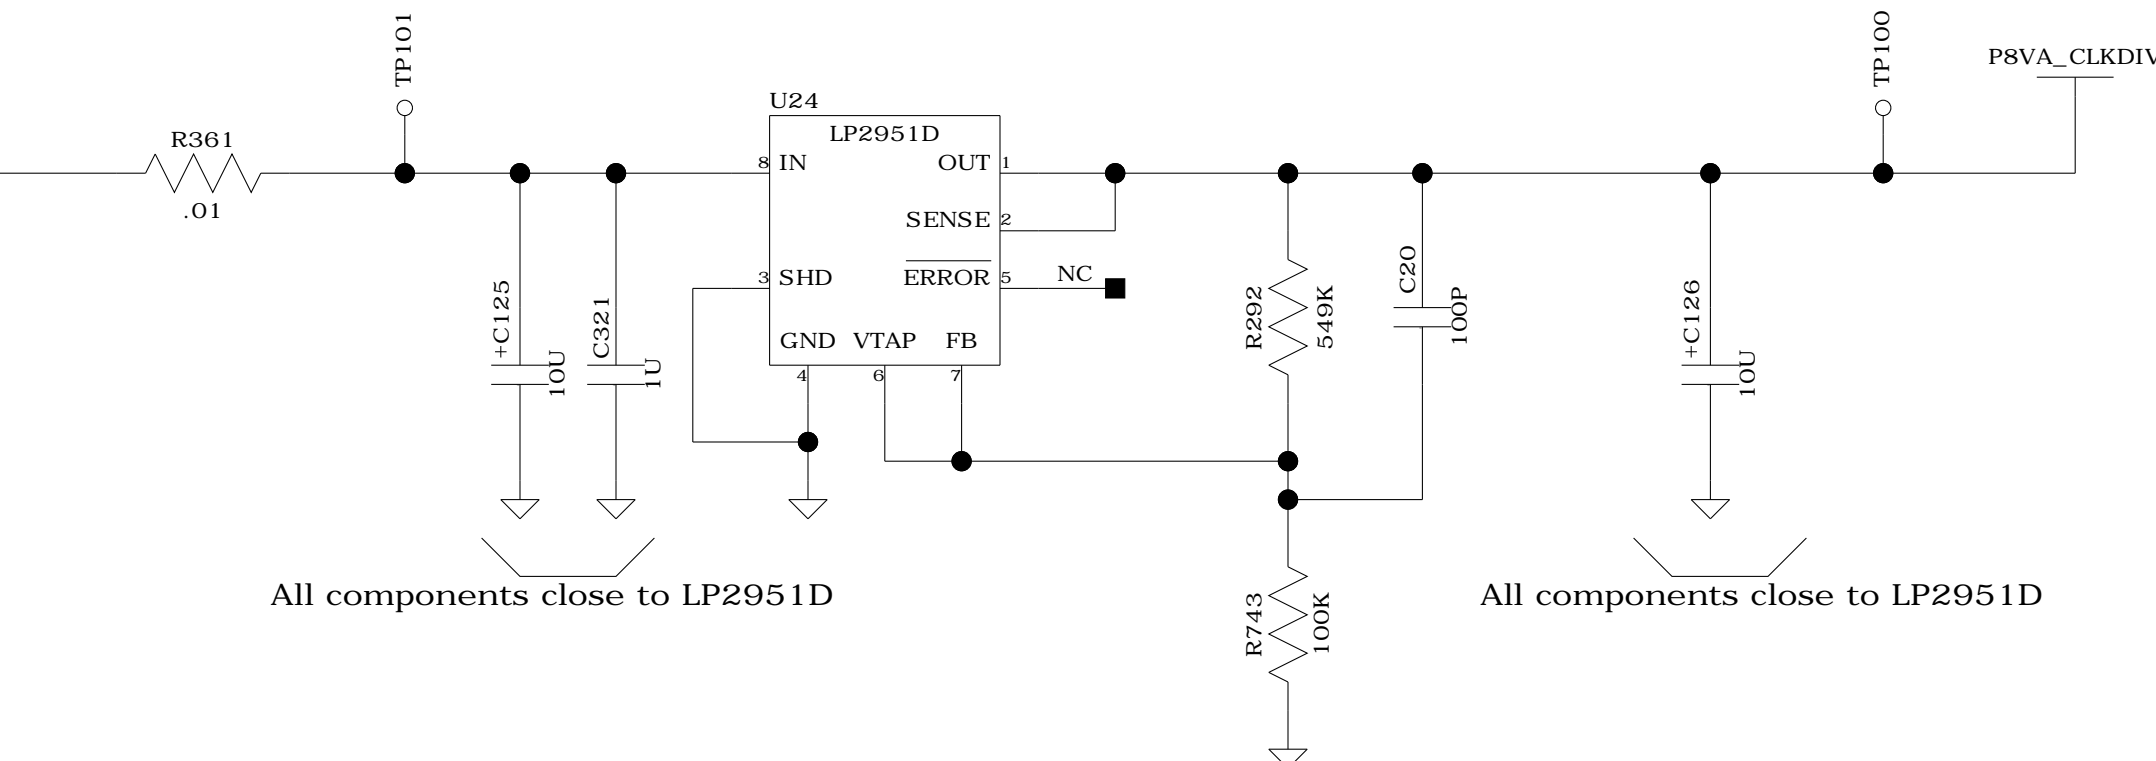 TP101
TP100
P8VA_CLKDIV
U24
R361
LP2951D
8 IN
OUT 1
.01
SENSE 2
3 SHD
ERROR 5
NC
+C125
10U
C321
1U
GND VTAP FB
4 6 7
R292
549K
C20
100P
+C126
10U
All components close to LP2951D
All components close to LP2951D
R743
100K